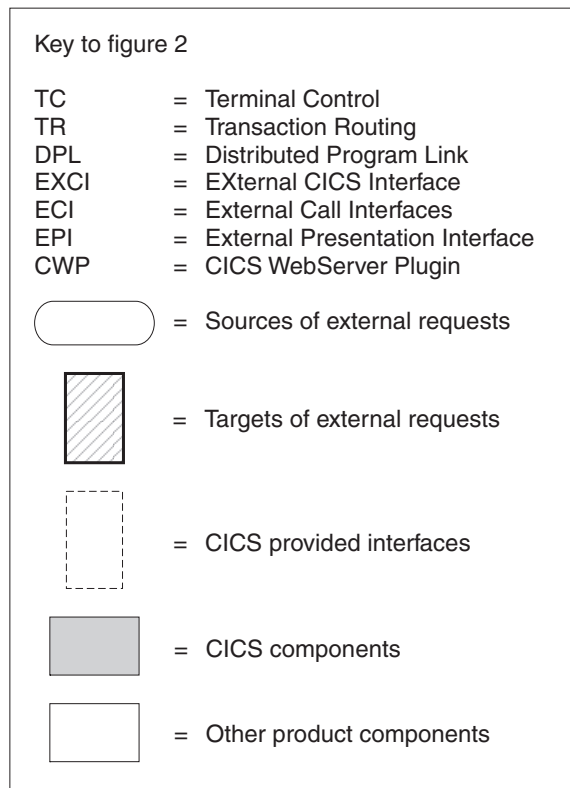 Key to figure 2
TC = Terminal Control
TR = Transaction Routing
DPL = Distributed Program Link
EXCI = EXternal CICS Interface
ECI = External Call Interfaces
EPI = External Presentation Interface
CWP = CICS WebServer Plugin
= Sources of external requests
= Targets of external requests
= CICS provided interfaces
= CICS components
= Other product components